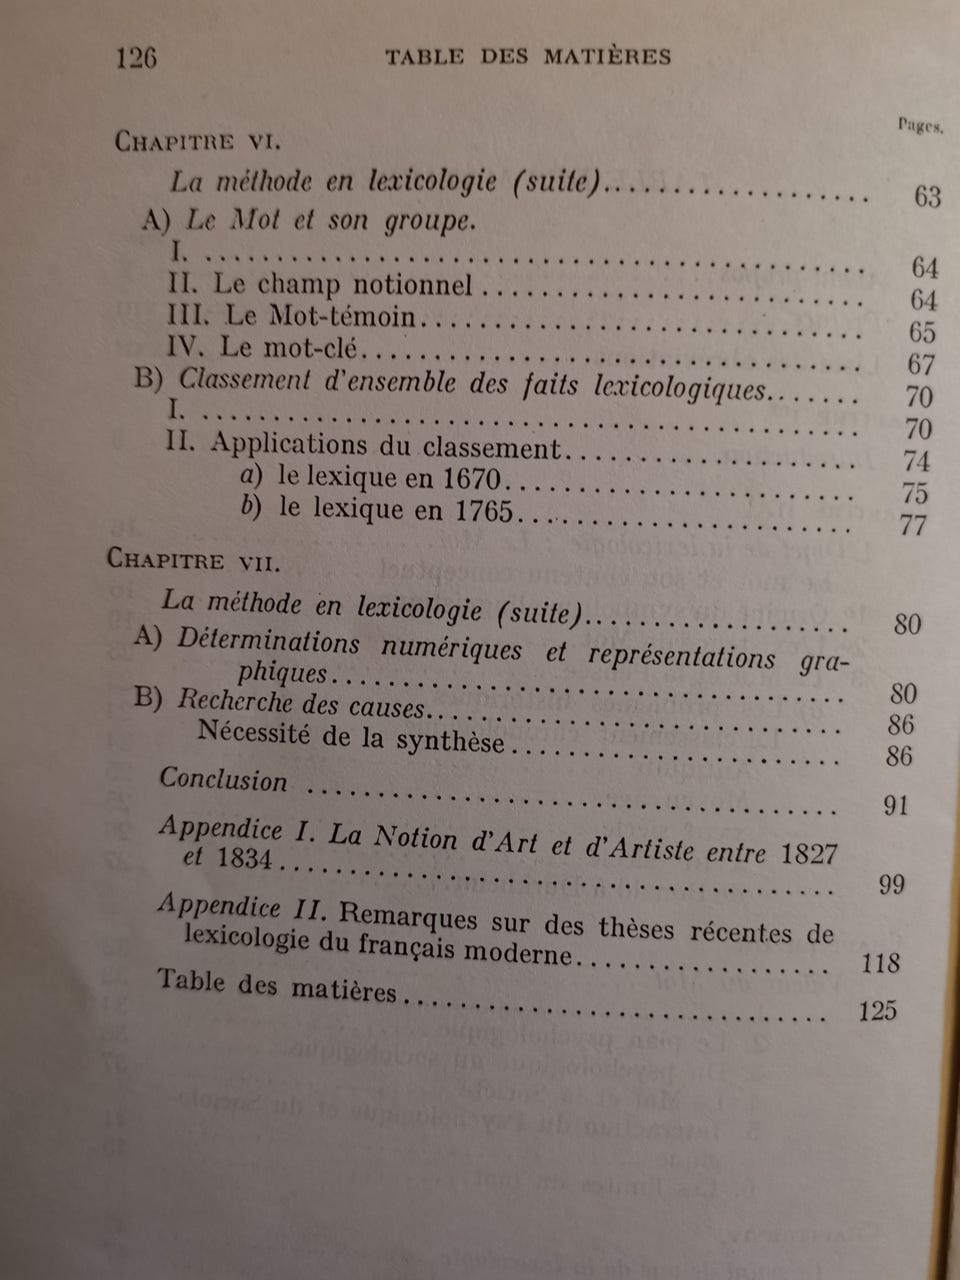 126 TABLE DES MATIÈRES
Pages.
CHAPITRE VI.
La méthode en lexicologie (suite).................... 63
A) Le Mot et son groupe.
I. .......................................... 64
II. Le champ notionnel .......................... 64
III. Le Mot-témoin.............................. 65
IV. Le mot-clé.................................. 67
B) Classement d'ensemble des faits lexicologiques....... 70
I. .......................................... 70
II. Applications du classement.................... 74
a) le lexique en 1670........................ 75
b) le lexique en 1765........................ 77
CHAPITRE VII.
La méthode en lexicologie (suite).................... 80
A) Déterminations numériques et représentations gra-
phiques.................................... 80
B) Recherche des causes............................ 86
Nécessité de la synthèse........................ 86
Conclusion .................................... 91
Appendice I. La Notion d'Art et d'Artiste entre 1827
et 1834...................................... 99
Appendice II. Remarques sur des thèses récentes de
lexicologie du français moderne.................. 118
Table des matières.............................. 125